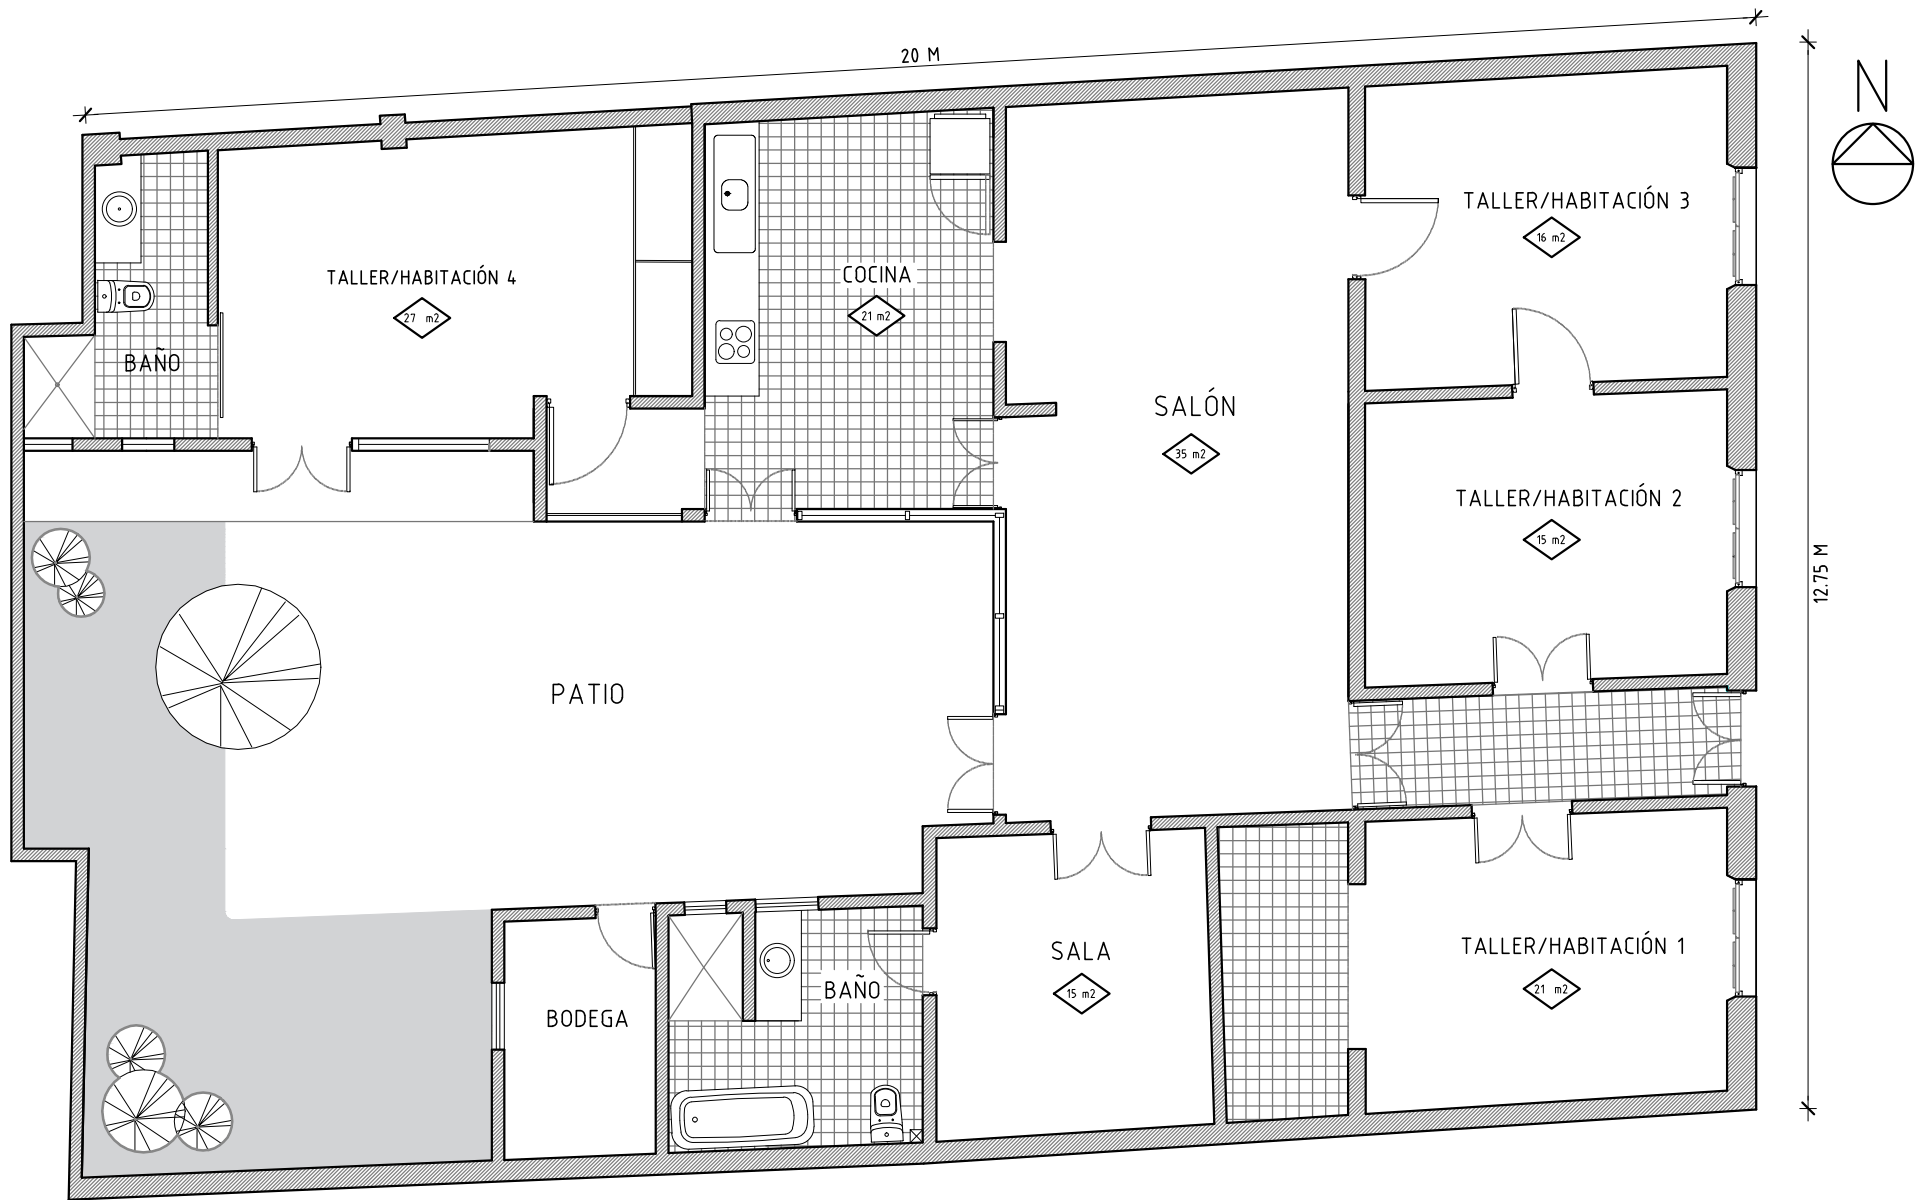 20 M
N
TALLER/HABITACIÓN 3
16 m2
TALLER/HABITACIÓN 4
27 m2
COCINA
21 m2
BAÑO
SALÓN
35 m2
TALLER/HABITACIÓN 2
15 m2
12.75 M
PATIO
TALLER/HABITACIÓN 1
21 m2
SALA
15 m2
BAÑO
BODEGA